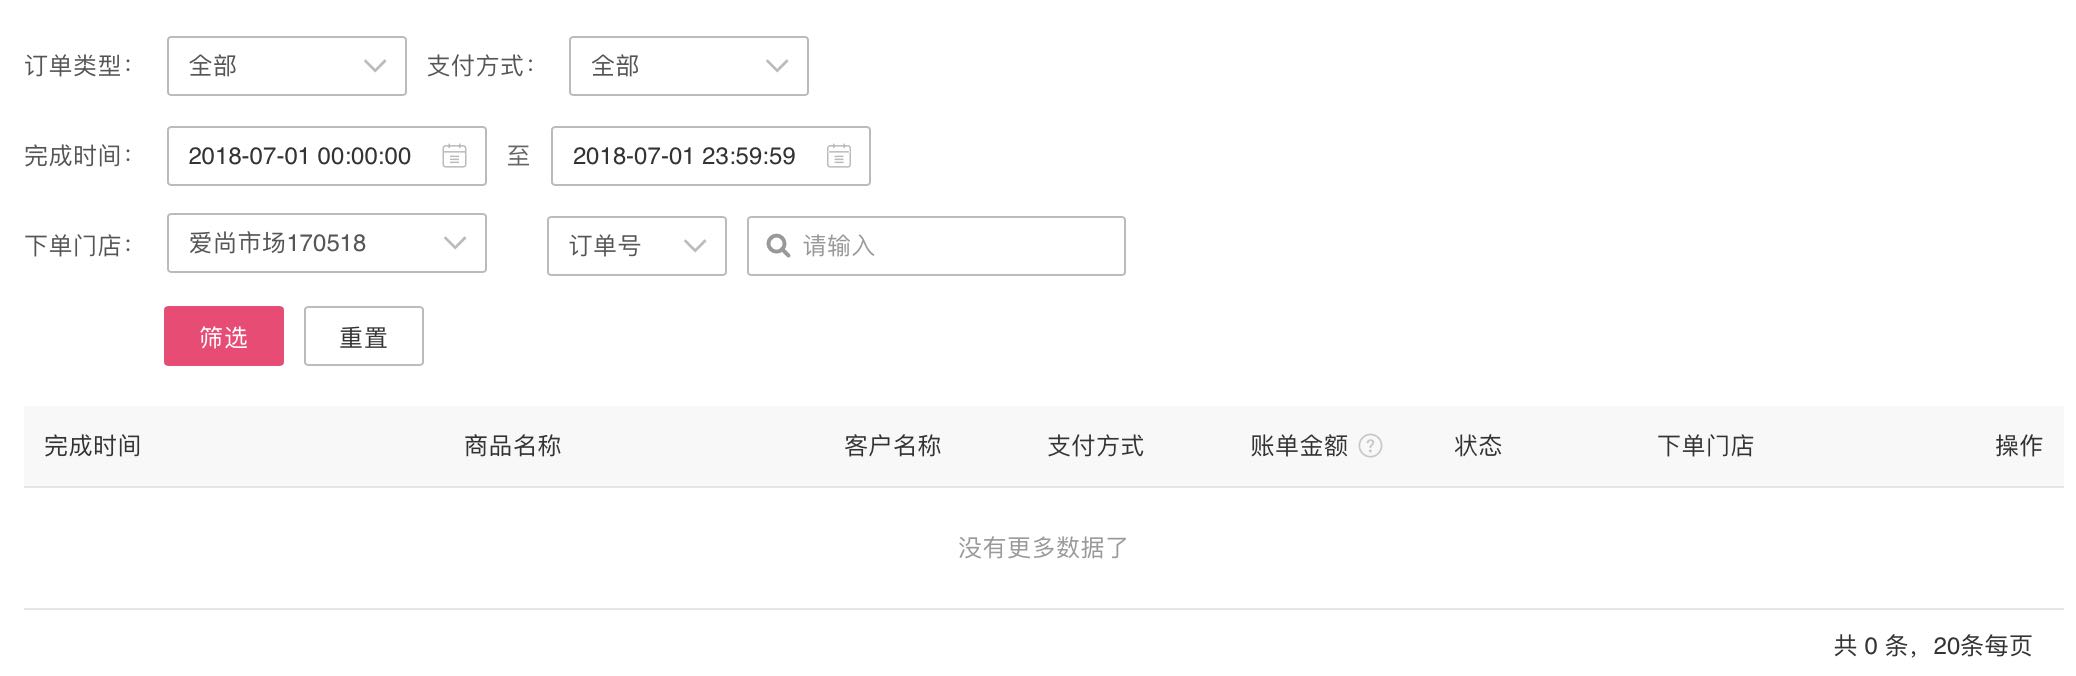 订单类型： 全部 支付方式： 全部
完成时间： 2018-07-01 00:00:00 至 2018-07-01 23:59:59
下单门店： 爱尚市场170518 订单号 请输入
筛选 重置
完成时间 商品名称 客户名称 支付方式 账单金额 ? 状态 下单门店 操作
没有更多数据了
共 0 条，20条每页